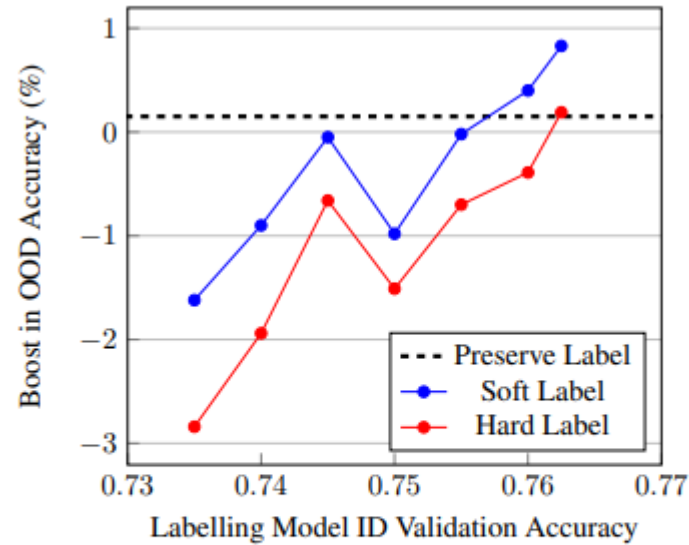 Boost in OOD Accuracy (%)
1
0
−1
−2
−3
Preserve Label
Soft Label
Hard Label
0.73
0.74
0.75
0.76
0.77
Labelling Model ID Validation Accuracy